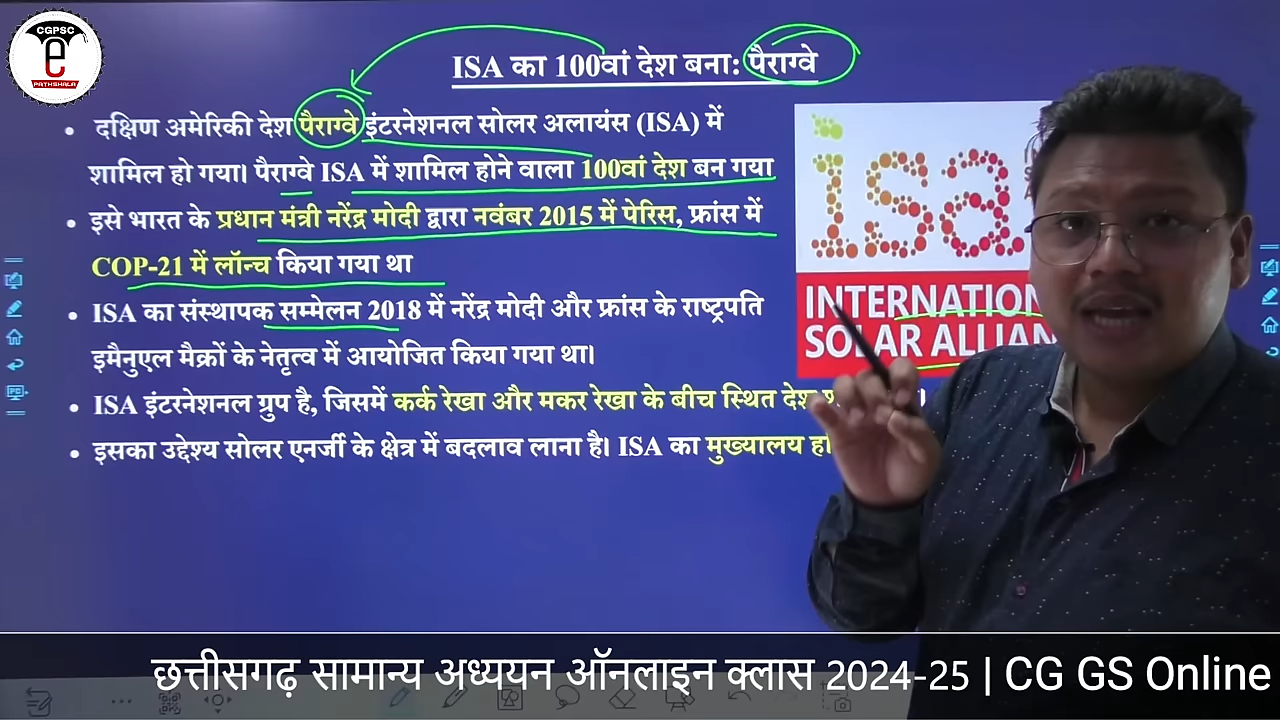 CGPSC
e
PATHSHALA
ISA का 100वां देश बना: पैराग्वे
दक्षिण अमेरिकी देश पैराग्वे इंटरनेशनल सोलर अलायंस (ISA) में
शामिल हो गया। पैराग्वे ISA में शामिल होने वाला 100वां देश बन गया
इसे भारत के प्रधान मंत्री नरेंद्र मोदी द्वारा नवंबर 2015 में पेरिस, फ्रांस में
COP-21 में लॉन्च किया गया था
ISA का संस्थापक सम्मेलन 2018 में नरेंद्र मोदी और फ्रांस के राष्ट्रपति
इमैनुएल मैक्रों के नेतृत्व में आयोजित किया गया था।
ISA इंटरनेशनल ग्रुप है, जिसमें कर्क रेखा और मकर रेखा के बीच स्थित देश
इसका उद्देश्य सोलर एनर्जी के क्षेत्र में बदलाव लाना है। ISA का मुख्यालय
isa
INTERNATION
SOLAR ALLIAN
छत्तीसगढ़ सामान्य अध्ययन ऑनलाइन क्लास 2024-25 | CG GS Online